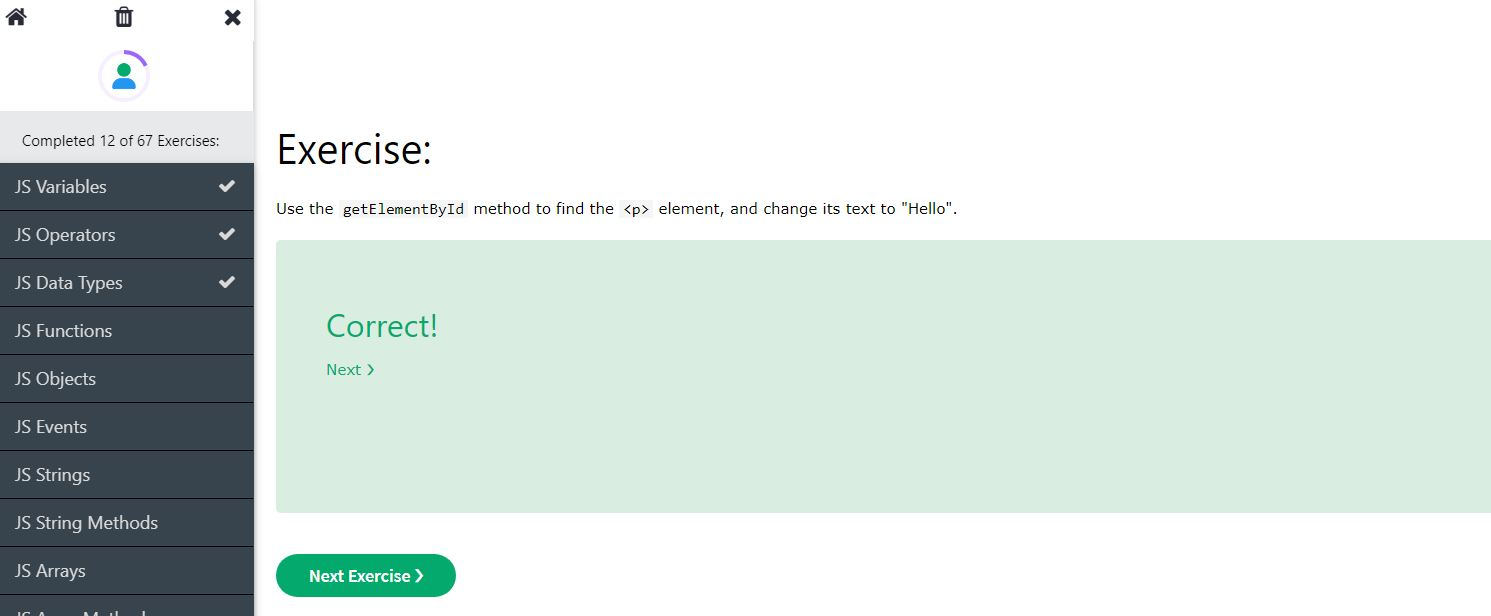 Completed 12 of 67 Exercises:
JS Variables
JS Operators
JS Data Types
JS Functions
JS Objects
JS Events
JS Strings
JS String Methods
JS Arrays
Exercise:
Use the getElementById method to find the <p> element, and change its text to "Hello".
Correct!
Next ❯
Next Exercise ❯